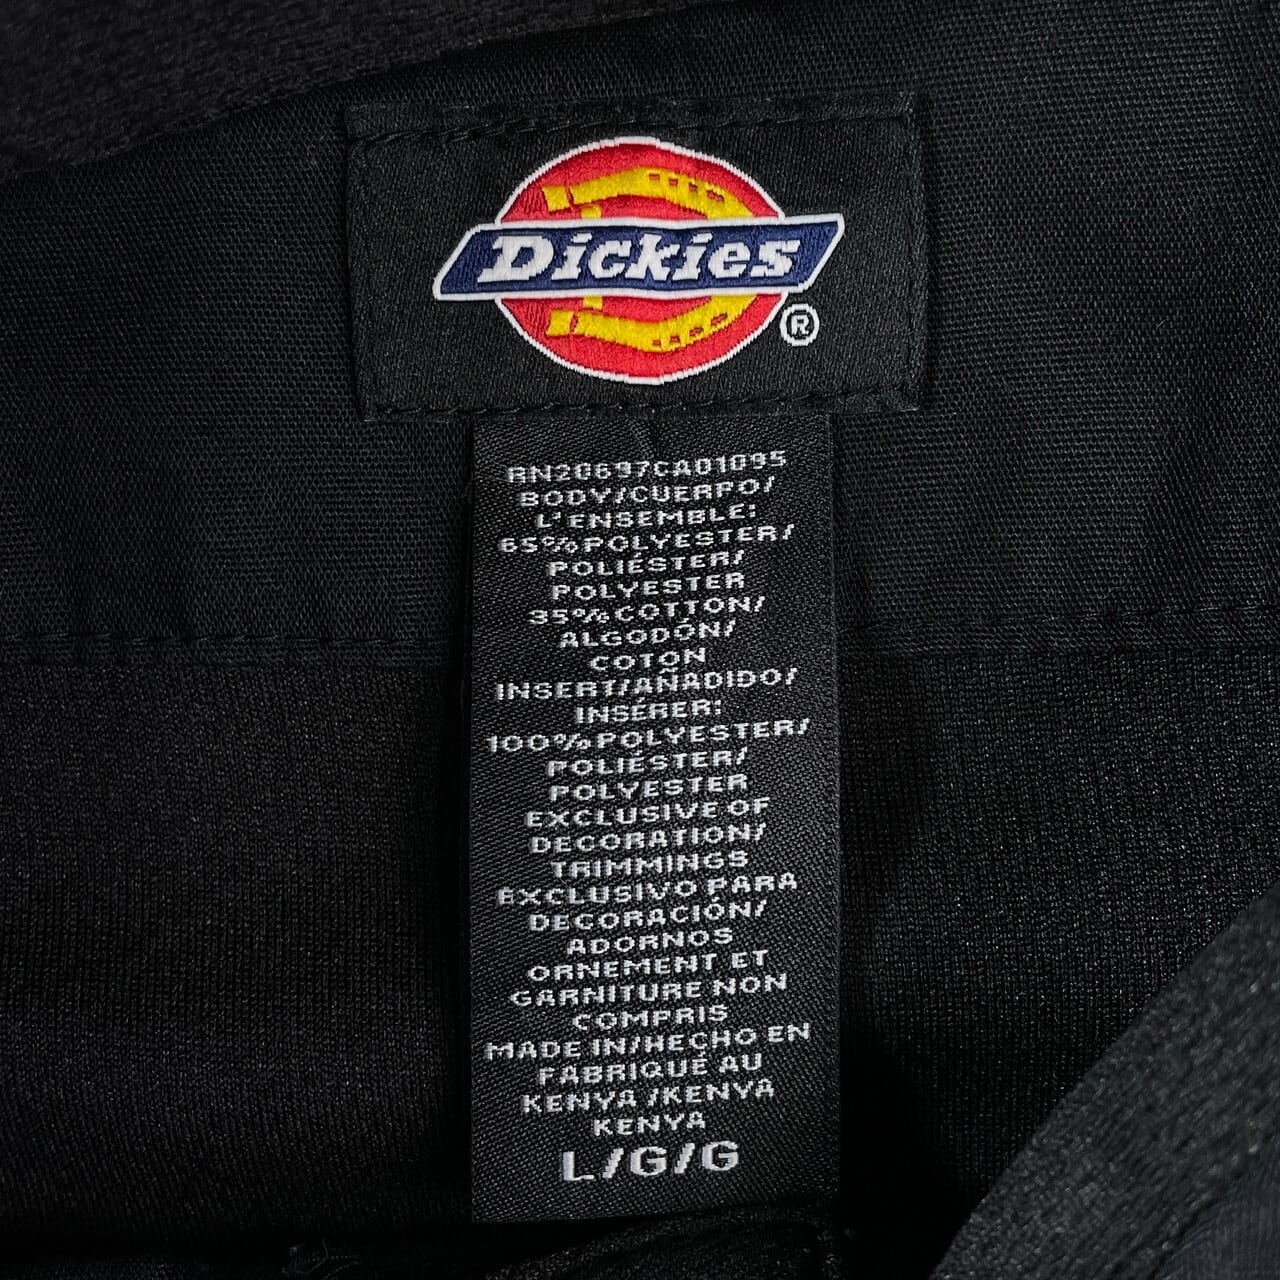 Dickies
®
RN20697CA01095
BODY/CUERPO/
L'ENSEMBLE:
65%POLYESTER/
POLIÉSTER/
POLYESTER
35%COTTON/
ALGODÓN/
COTON
INSERT/AÑADIDO/
INSÉRER:
100%POLYESTER/
POLIÉSTER/
POLYESTER
EXCLUSIVE OF
DECORATION/
TRIMMINGS
EXCLUSIVO PARA
DECORACIÓN/
ADORNOS
ORNEMENT ET
GARNITURE NON
COMPRIS
MADE IN/HECHO EN
FABRIQUÉ AU
KENYA /KENYA
KENYA
L/G/G